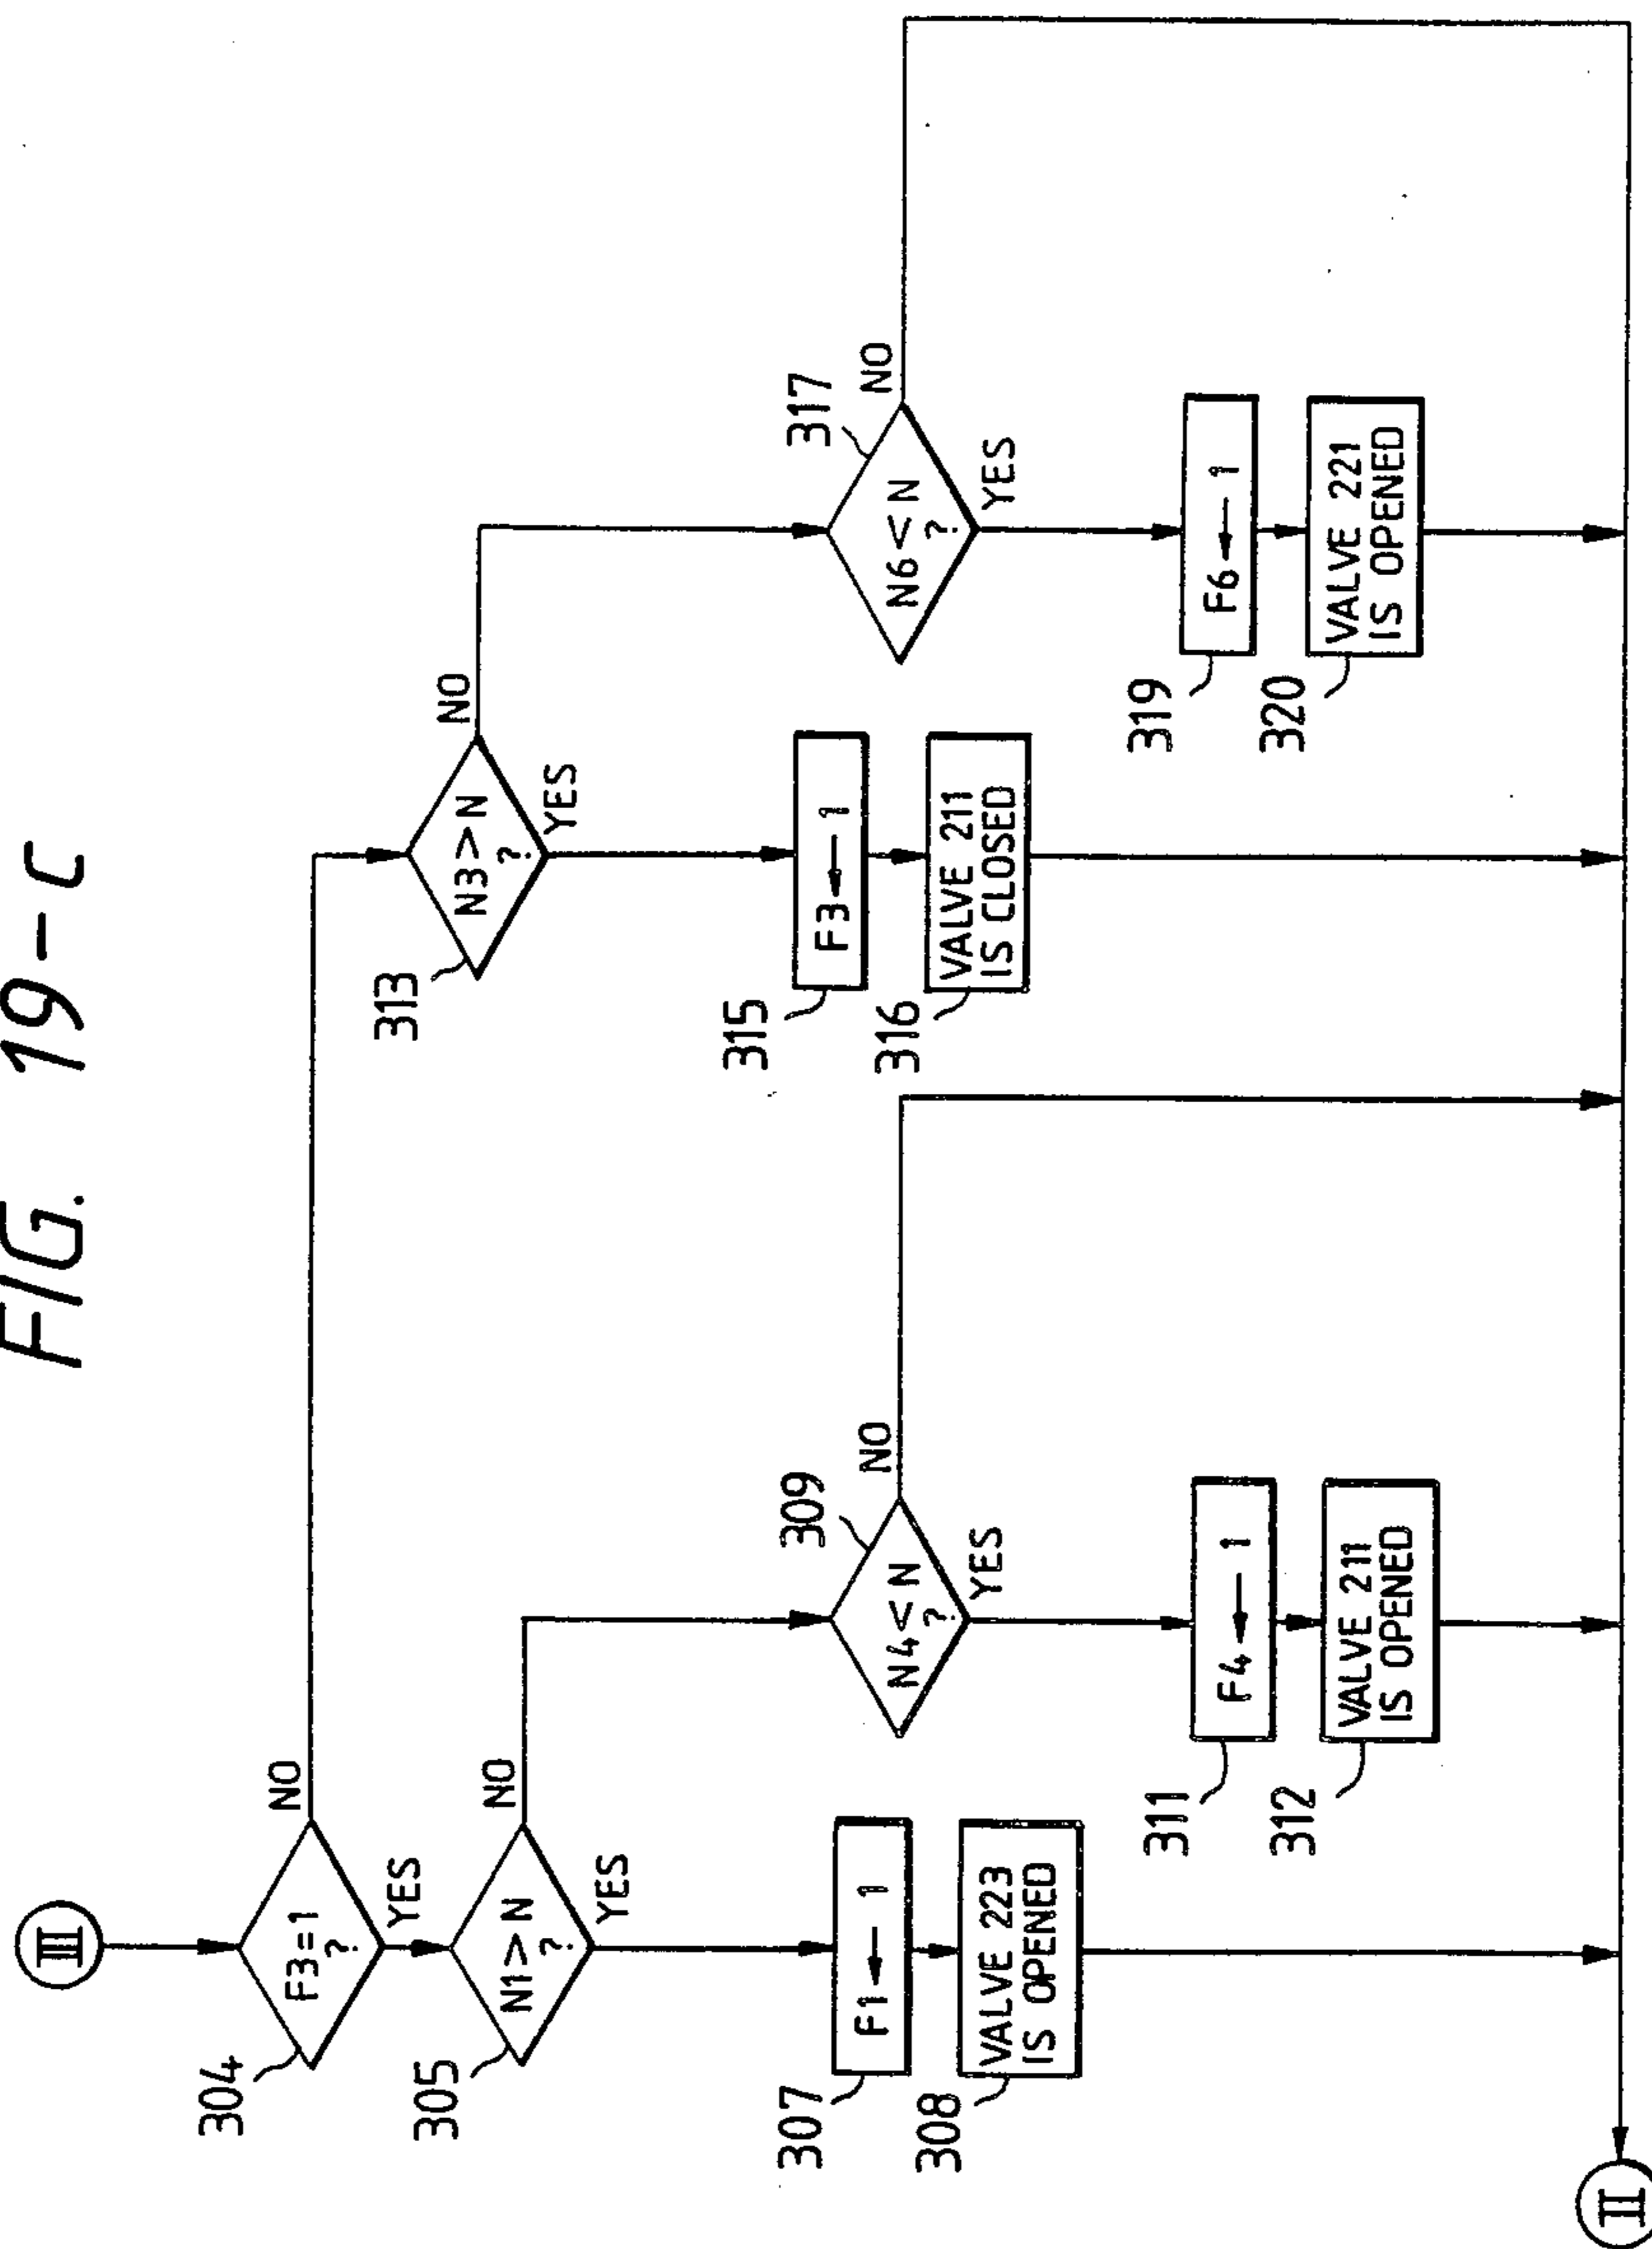 FIG. 19-C
III
304
F3=1
?
NO
YES
305
N1>N
?
NO
YES
307
F1←1
308
VALVE 223
IS OPENED
309
N4<N
?
NO
YES
311
F4←1
312
VALVE 211
IS OPENED
313
N3>N
?
NO
YES
315
F3←1
316
VALVE 211
IS CLOSED
317
N6<N
?
NO
YES
319
F6←1
320
VALVE 221
IS OPENED
II